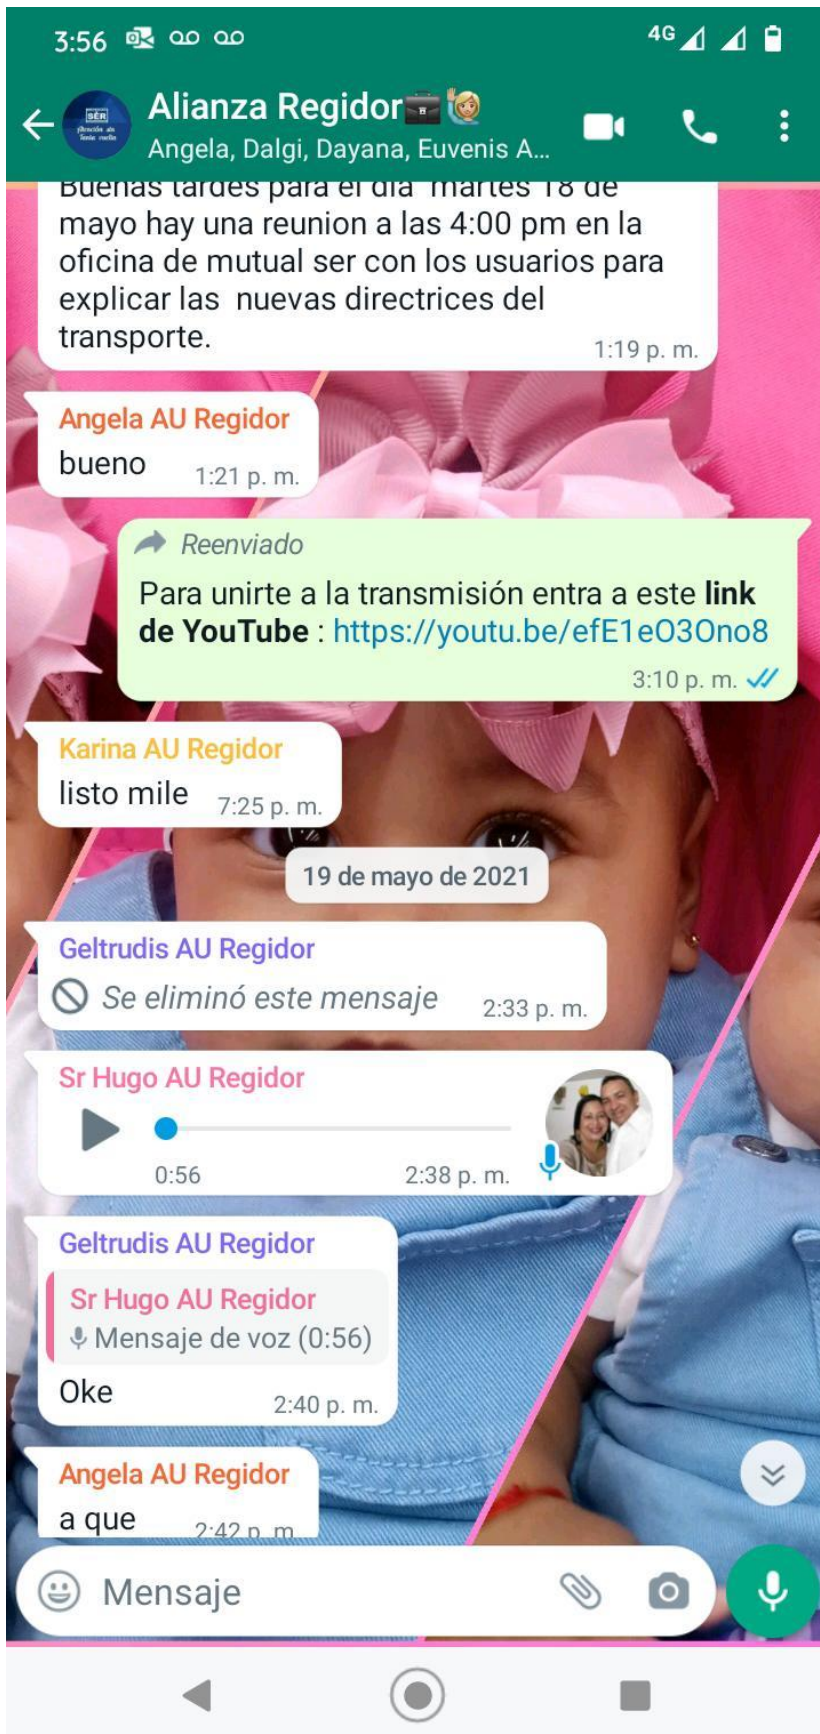 3:56
4G
SER
Alianza Regidor💼🙋🏼
Angela, Dalgi, Dayana, Euvenis A...
Buenas tardes para el dia  martes 18 de
mayo hay una reunion a las 4:00 pm en la
oficina de mutual ser con los usuarios para
explicar las  nuevas directrices del
transporte.
1:19 p. m.
Angela AU Regidor
bueno
1:21 p. m.
Reenviado
Para unirte a la transmisión entra a este link
de YouTube : https://youtu.be/efE1eO3Ono8
3:10 p. m.
Karina AU Regidor
listo mile
7:25 p. m.
19 de mayo de 2021
Geltrudis AU Regidor
Se eliminó este mensaje
2:33 p. m.
Sr Hugo AU Regidor
0:56
2:38 p. m.
Geltrudis AU Regidor
Sr Hugo AU Regidor
Mensaje de voz (0:56)
Oke
2:40 p. m.
Angela AU Regidor
a que
2:42 p. m.
Mensaje